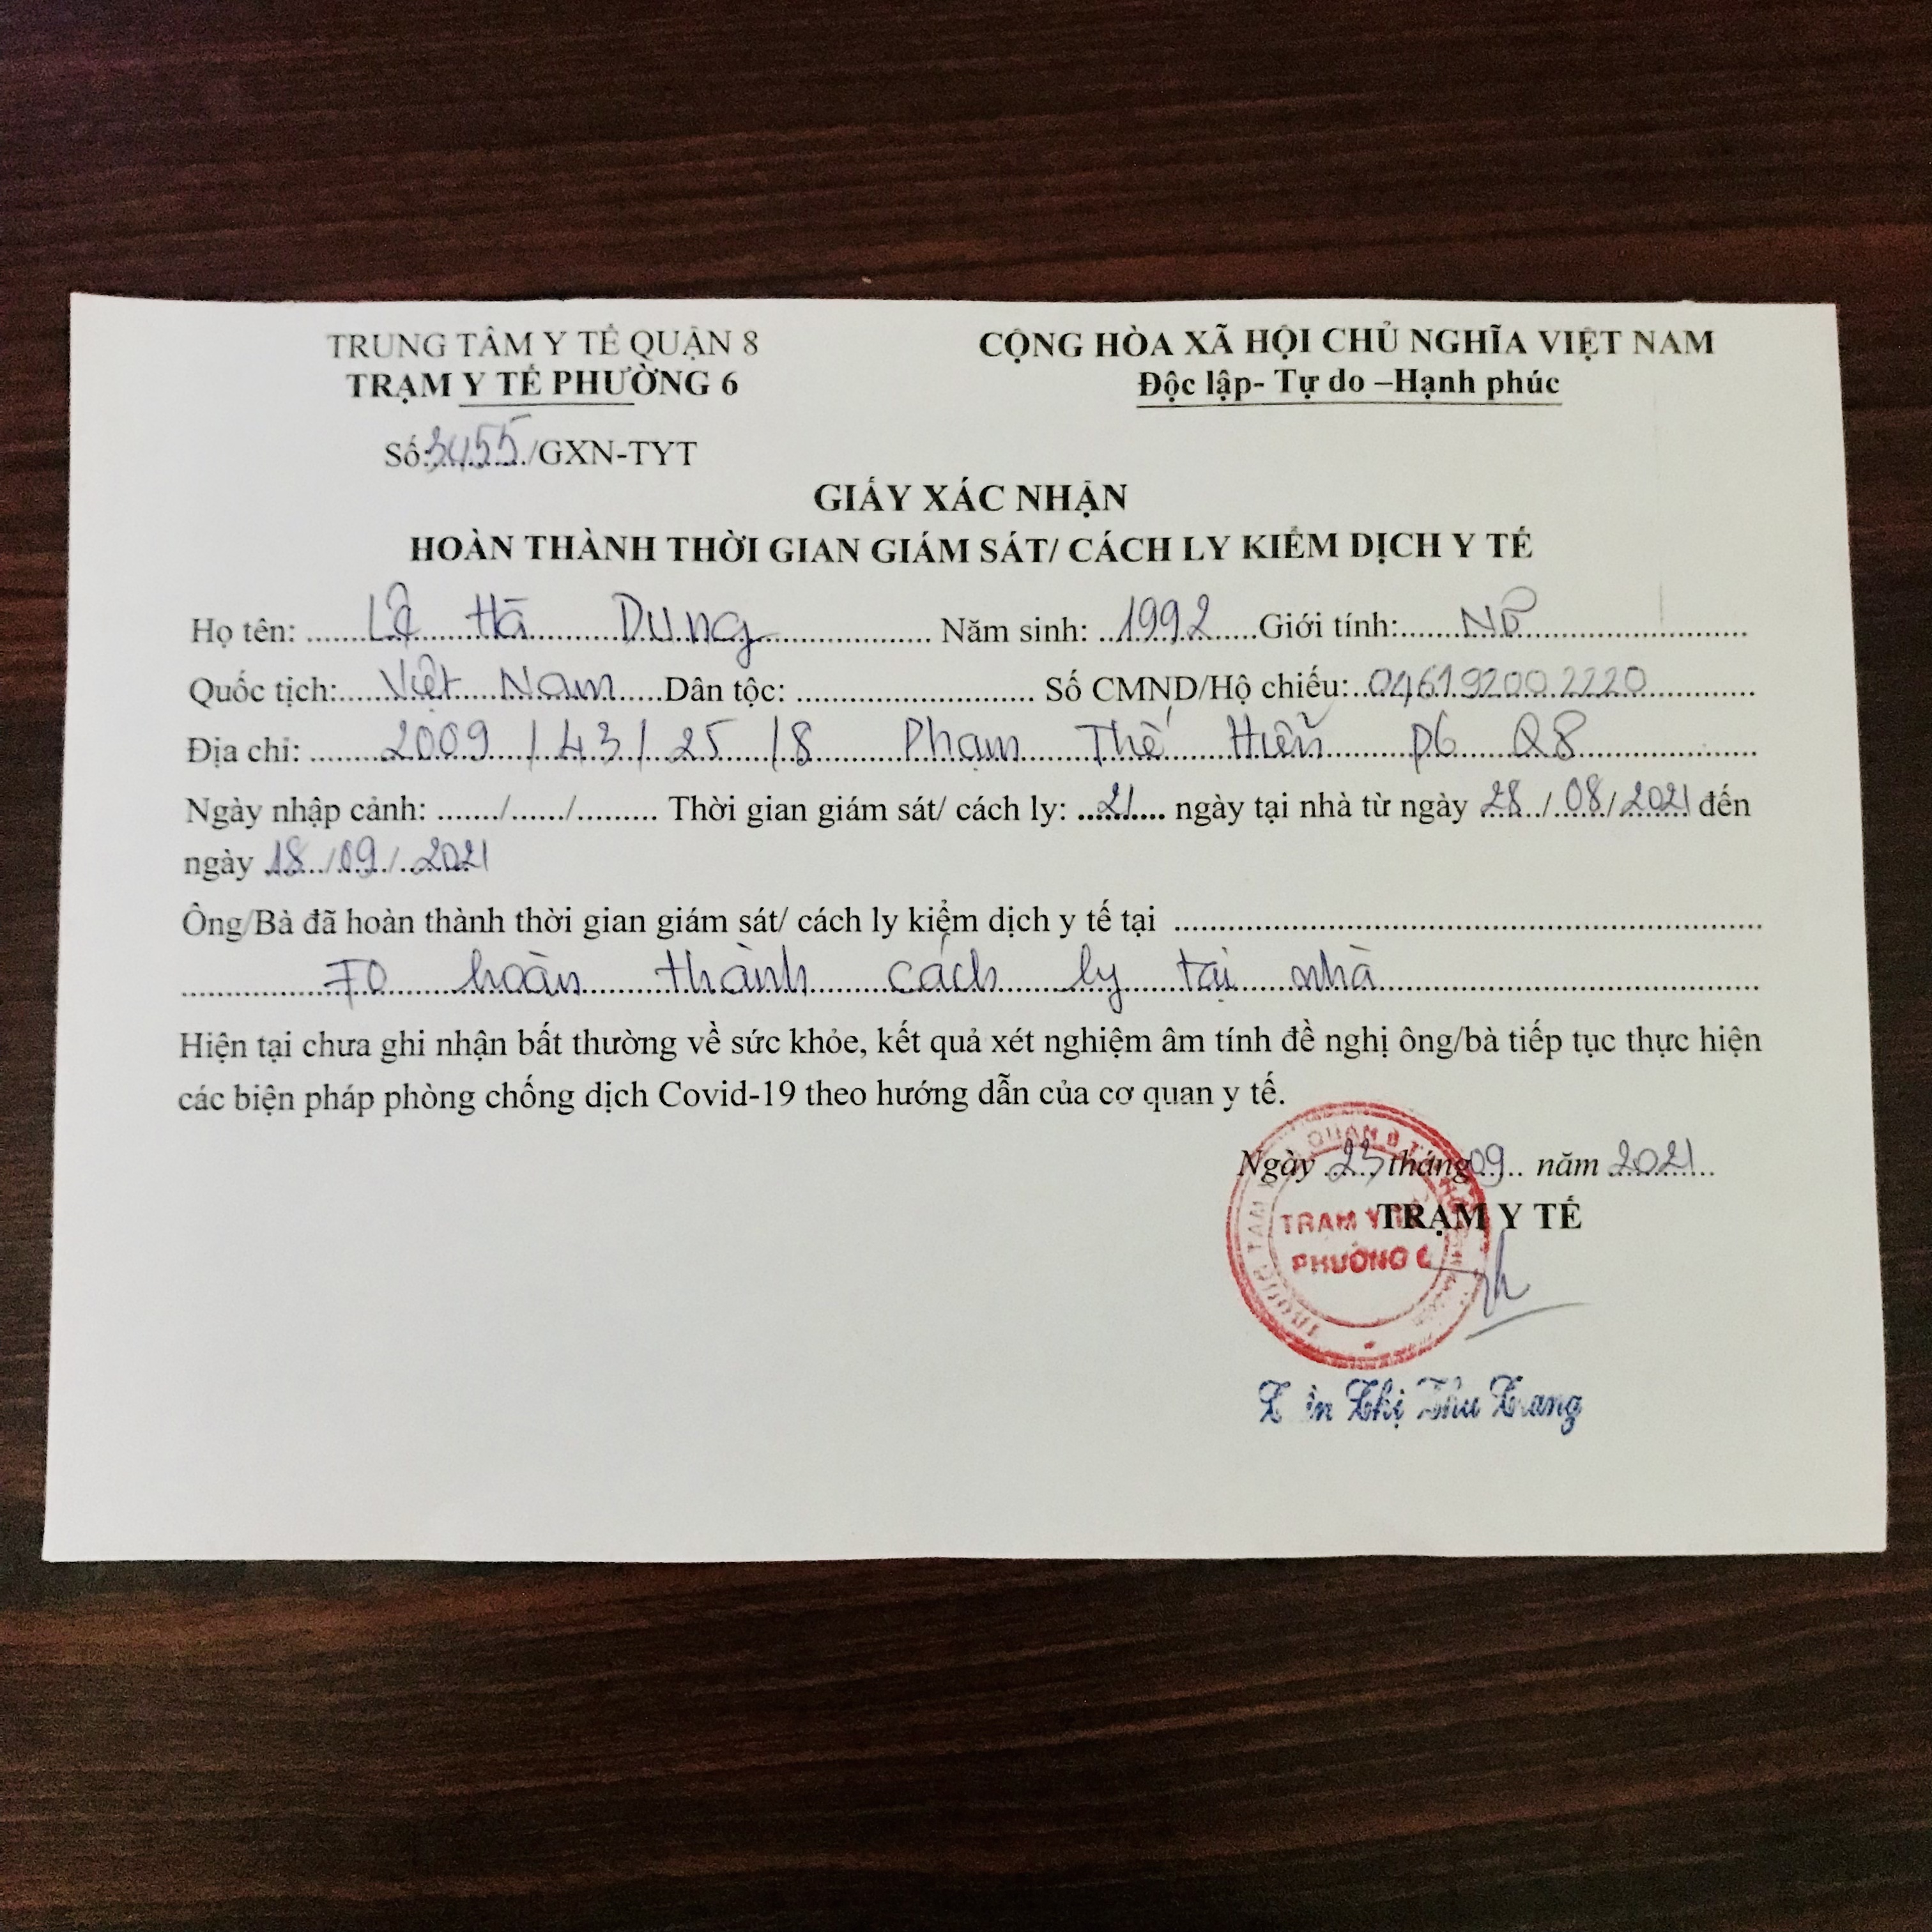 TRUNG TÂM Y TẾ QUẬN 8
TRẠM Y TẾ PHƯỜNG 6
CỘNG HÒA XÃ HỘI CHỦ NGHĨA VIỆT NAM
Độc lập- Tự do –Hạnh phúc
Số:3455/GXN-TYT
GIẤY XÁC NHẬN
HOÀN THÀNH THỜI GIAN GIÁM SÁT/ CÁCH LY KIỂM DỊCH Y TẾ
Họ tên: Lê Hà Dung Năm sinh: 1992 Giới tính: Nữ
Quốc tịch: Việt Nam Dân tộc: Số CMND/Hộ chiếu: 046192002220
Địa chỉ: 2009/43/25/8 Phạm Thế Hiển P6 Q8
Ngày nhập cảnh: ....../....../......... Thời gian giám sát/ cách ly: 21 ngày tại nhà từ ngày 28/08/2021 đến
ngày 18/09/2021
Ông/Bà đã hoàn thành thời gian giám sát/ cách ly kiểm dịch y tế tại
F0 hoàn thành cách ly tại nhà
Hiện tại chưa ghi nhận bất thường về sức khỏe, kết quả xét nghiệm âm tính đề nghị ông/bà tiếp tục thực hiện
các biện pháp phòng chống dịch Covid-19 theo hướng dẫn của cơ quan y tế.
Ngày 23 tháng 09 năm 2021
TRẠM Y TẾ
TRẠM Y TẾ
PHƯỜNG 6
Thị Thu Trang